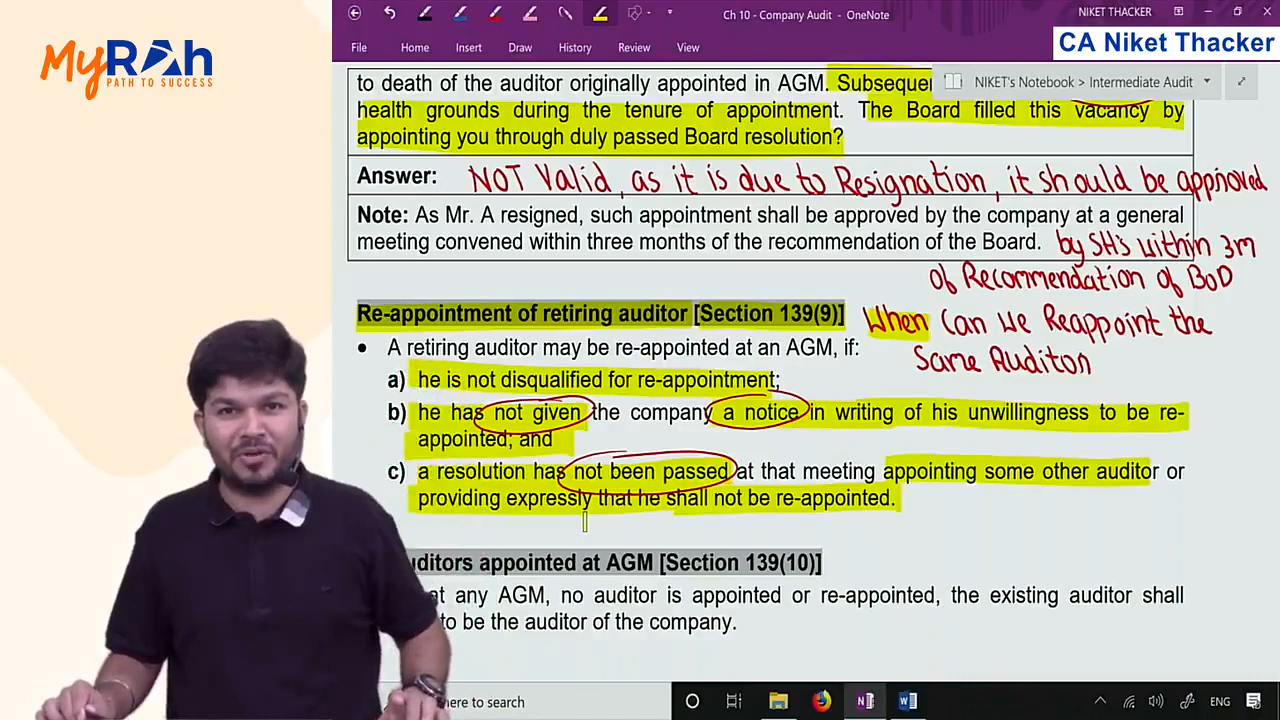 MyRAh
PATH TO SUCCESS
Ch 10 - Company Audit - OneNote
NIKET THACKER
File Home Insert Draw History Review View
CA Niket Thacker
NIKET's Notebook > Intermediate Audit
to death of the auditor originally appointed in AGM.
health grounds during the tenure of appointment. The Board filled this vacancy by
appointing you through duly passed Board resolution?
Answer: NOT Valid, as it is due to Resignation, it should be approved
Note: As Mr. A resigned, such appointment shall be approved by the company at a general
meeting convened within three months of the recommendation of the Board. by SH's within 3m
of Recommendation of BoD
Re-appointment of retiring auditor [Section 139(9)] When Can we Reappoint the
Same Auditor
• A retiring auditor may be re-appointed at an AGM, if:
a) he is not disqualified for re-appointment;
b) he has not given the company a notice in writing of his unwillingness to be re-
appointed; and
c) a resolution has not been passed at that meeting appointing some other auditor or
providing expressly that he shall not be re-appointed.
appointed at AGM [Section 139(10)]
at any AGM, no auditor is appointed or re-appointed, the existing auditor shall
to be the auditor of the company.
here to search
ENG